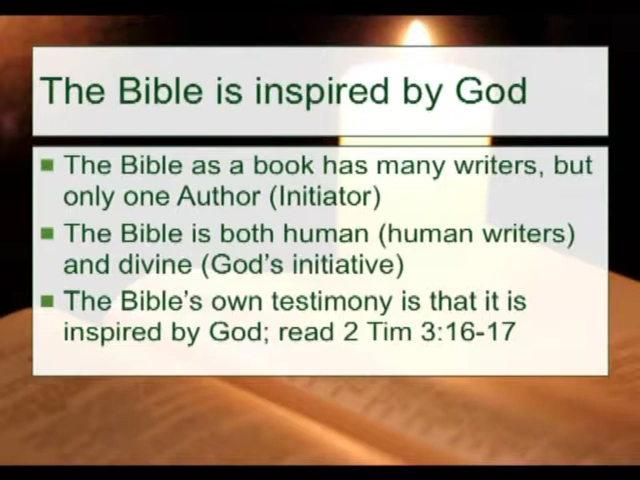 The Bible is inspired by God
■ The Bible as a book has many writers, but
only one Author (Initiator)
■ The Bible is both human (human writers)
and divine (God's initiative)
■ The Bible's own testimony is that it is
inspired by God; read 2 Tim 3:16-17